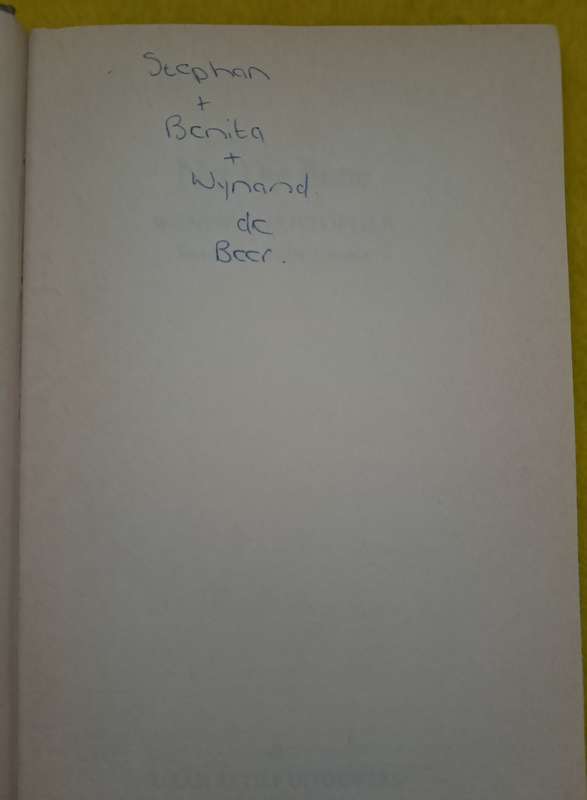 Stephan
+
Benita
+
Wynand.
de
Beer.